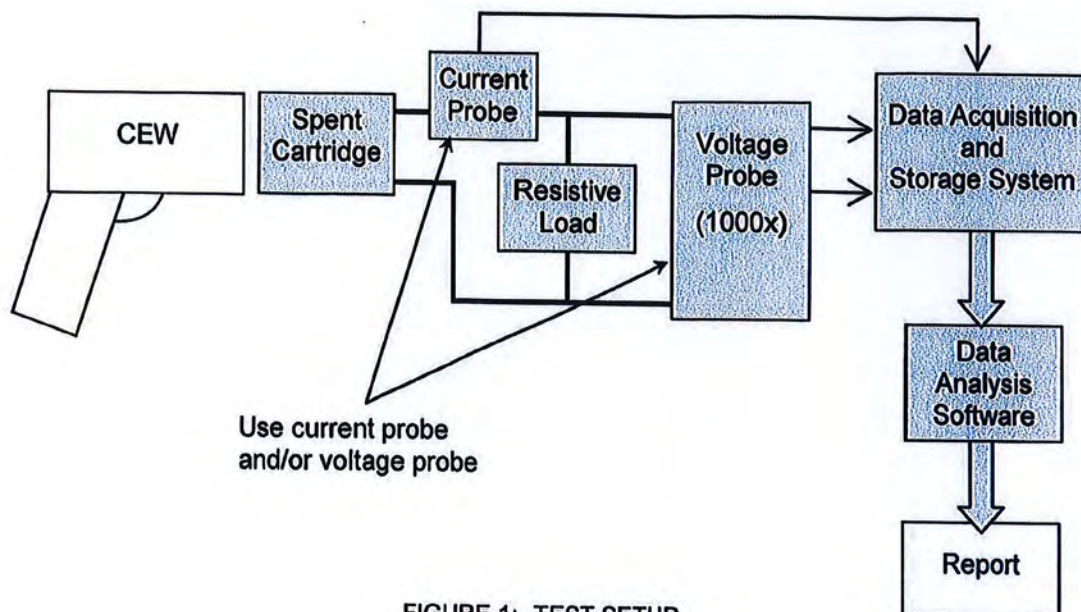 Current
Probe
CEW
Spent
Cartridge
Resistive
Load
Voltage
Probe
(1000x)
Data Acquisition
and
Storage System
Data
Analysis
Software
Use current probe
and/or voltage probe
Report
FIGURE 1: TEST SETUP